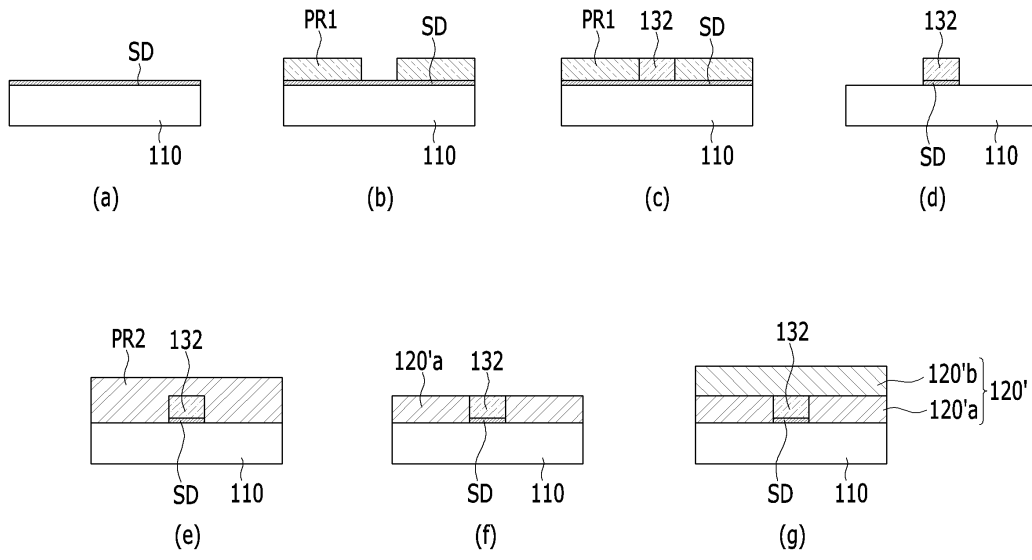 SD
110
(a)
PR1 SD
110
(b)
PR1 132 SD
110
(c)
132
SD 110
(d)
PR2 132
SD 110
(e)
120'a 132
SD 110
(f)
132
120'b
120'a
120'
SD 110
(g)